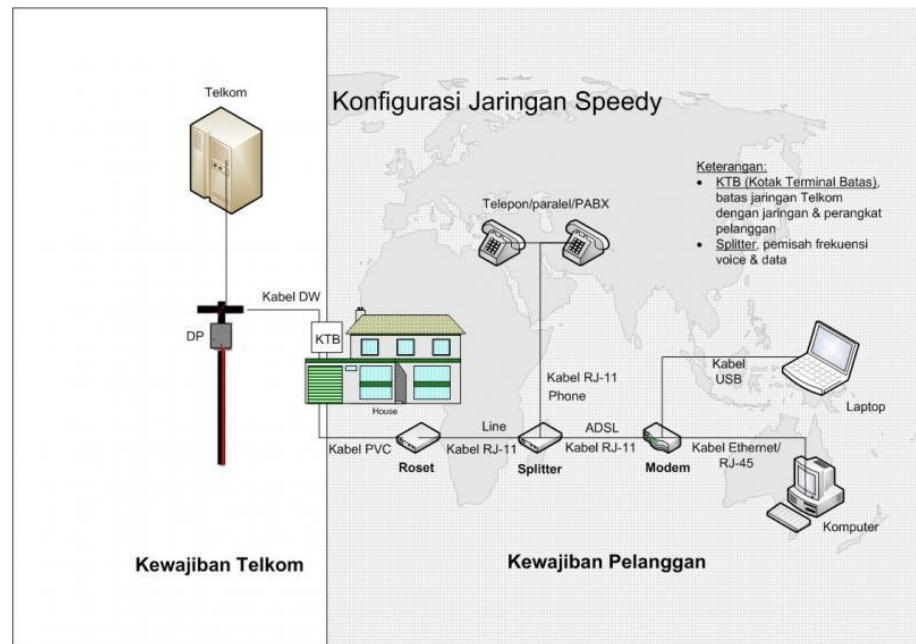 Telkom
Konfigurasi Jaringan Speedy
Keterangan:
• KTB (Kotak Terminal Batas),
batas jaringan Telkom
dengan jaringan & perangkat
pelanggan
• Splitter, pemisah frekuensi
voice & data
Telepon/paralel/PABX
Kabel DW
DP
KTB
House
Kabel RJ-11
Phone
Kabel
USB
Laptop
Kabel PVC
Roset
Line
Kabel RJ-11
Splitter
ADSL
Kabel RJ-11
Modem
Kabel Ethernet/
RJ-45
Komputer
Kewajiban Telkom
Kewajiban Pelanggan